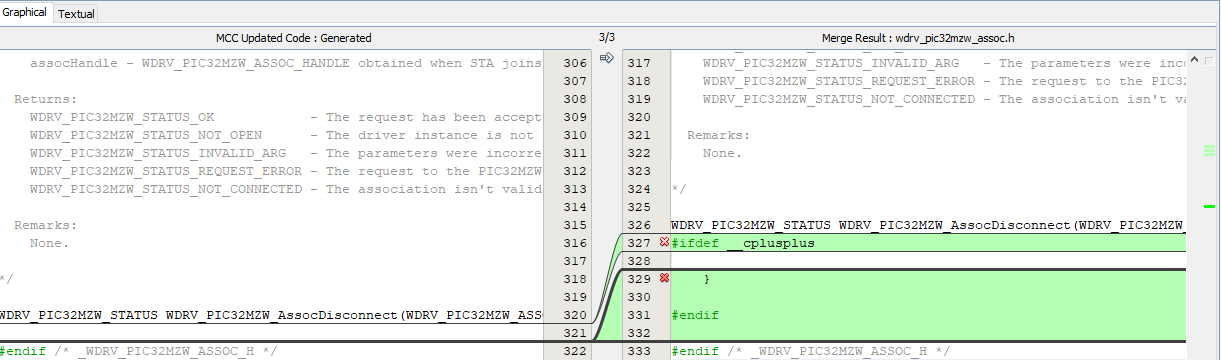 Graphical Textual
MCC Updated Code : Generated
3/3
Merge Result : wdrv_pic32mzw_assoc.h
assocHandle - WDRV_PIC32MZW_ASSOC_HANDLE obtained when STA joins 306
307
Returns: 308
WDRV_PIC32MZW_STATUS_OK - The request has been accept 309
WDRV_PIC32MZW_STATUS_NOT_OPEN - The driver instance is not 310
WDRV_PIC32MZW_STATUS_INVALID_ARG - The parameters were incorre 311
WDRV_PIC32MZW_STATUS_REQUEST_ERROR - The request to the PIC32MZW 312
WDRV_PIC32MZW_STATUS_NOT_CONNECTED - The association isn't valid 313
314
Remarks: 315
None. 316
317
*/ 318
319
WDRV_PIC32MZW_STATUS WDRV_PIC32MZW_AssocDisconnect(WDRV_PIC32MZW_ASS 320
321
#endif /* _WDRV_PIC32MZW_ASSOC_H */ 322
317 WDRV_PIC32MZW_STATUS_INVALID_ARG - The parameters were inco
318 WDRV_PIC32MZW_STATUS_REQUEST_ERROR - The request to the PIC3
319 WDRV_PIC32MZW_STATUS_NOT_CONNECTED - The association isn't va
320
321 Remarks:
322 None.
323
324 */
325
326 WDRV_PIC32MZW_STATUS WDRV_PIC32MZW_AssocDisconnect(WDRV_PIC32MZW_
327 #ifdef __cplusplus
328
329 }
330
331 #endif
332
333 #endif /* _WDRV_PIC32MZW_ASSOC_H */